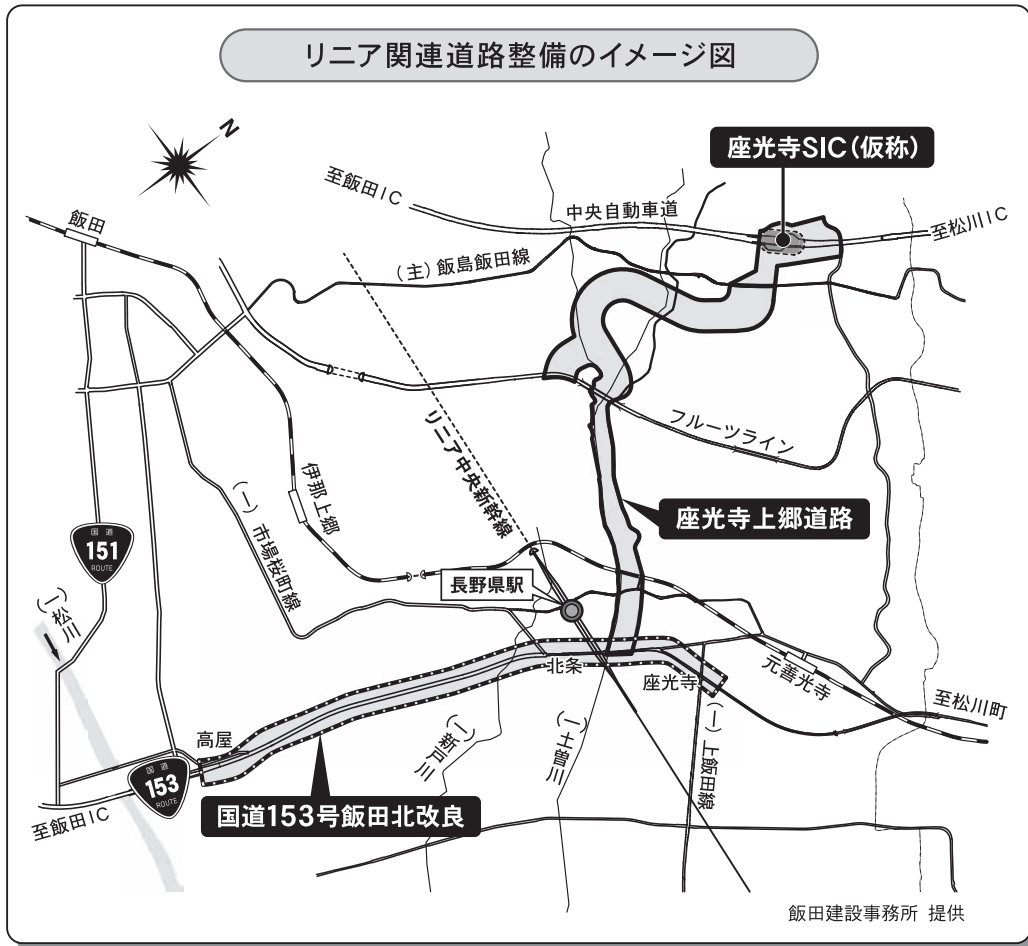 リニア関連道路整備のイメージ図
N
座光寺SIC(仮称)
至飯田IC
中央自動車道
至松川IC
飯田
(主)飯島飯田線
リニア中央新幹線
フルーツライン
伊那上郷
(一)市場桜町線
座光寺上郷道路
国道
151
ROUTE
長野県駅
(一)松川
北条
座光寺
元善光寺
至松川町
高屋
(一)新戸川
(一)土曽川
(一)上飯田線
国道
153
ROUTE
至飯田IC
国道153号飯田北改良
飯田建設事務所 提供